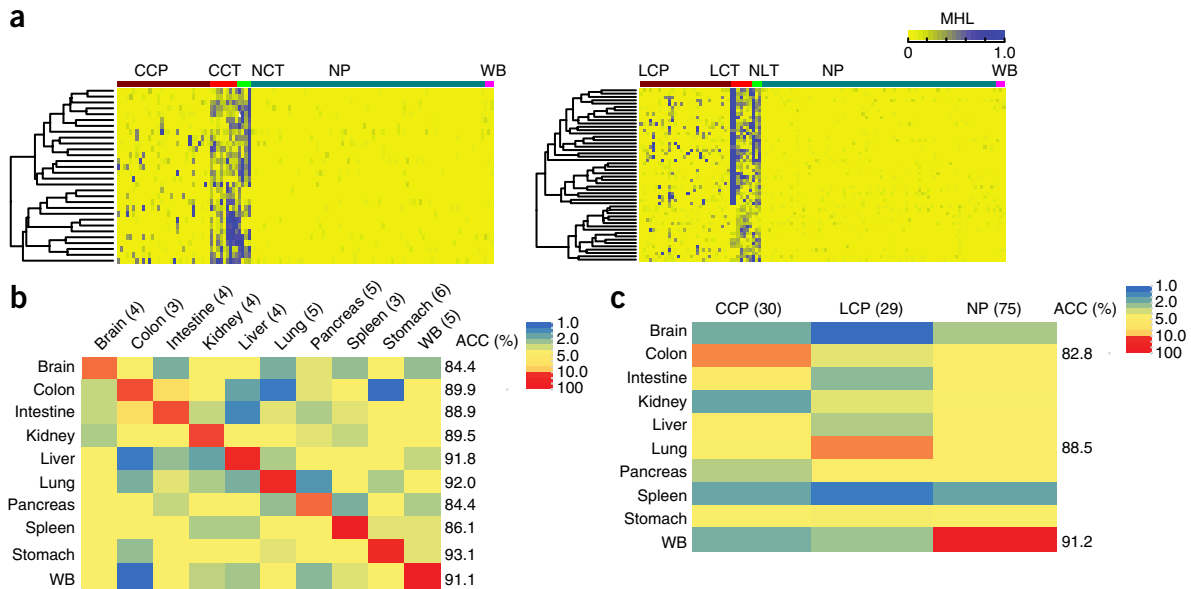 a
MHL
0 1.0
CCP CCT NCT NP WB
LCP LCT NLT NP WB
b
Brain (4) Colon (3) Intestine (4) Kidney (4) Liver (4) Lung (5) Pancreas (5) Spleen (3) Stomach (6) WB (5) ACC (%)
1.0
2.0
5.0
10.0
100
Brain 84.4
Colon 89.9
Intestine 88.9
Kidney 89.5
Liver 91.8
Lung 92.0
Pancreas 84.4
Spleen 86.1
Stomach 93.1
WB 91.1
c
CCP (30) LCP (29) NP (75) ACC (%)
1.0
2.0
5.0
10.0
100
Brain
Colon 82.8
Intestine
Kidney
Liver
Lung 88.5
Pancreas
Spleen
Stomach
WB 91.2